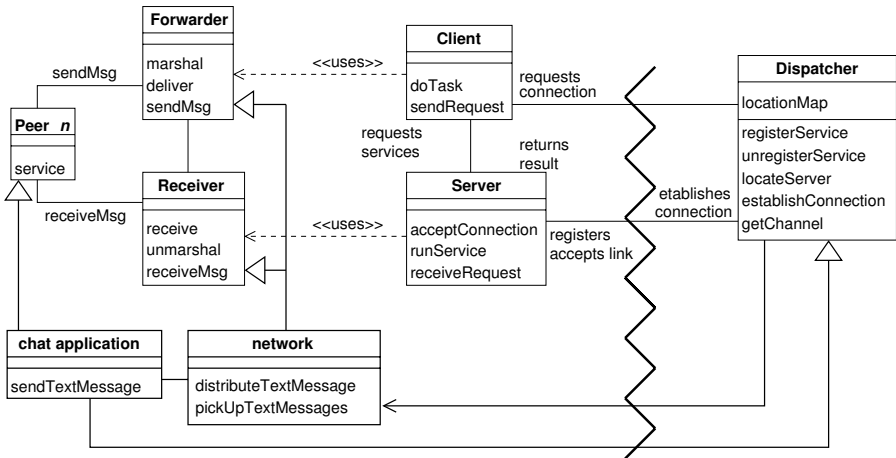 Forwarder
marshal
deliver
sendMsg
sendMsg
Peer n
service
receiveMsg
Receiver
receive
unmarshal
receiveMsg
<<uses>>
<<uses>>
Client
doTask
sendRequest
requests
connection
requests
services
returns
result
Server
acceptConnection
runService
receiveRequest
etablishes
connection
registers
accepts link
Dispatcher
locationMap
registerService
unregisterService
locateServer
establishConnection
getChannel
chat application
sendTextMessage
network
distributeTextMessage
pickUpTextMessages